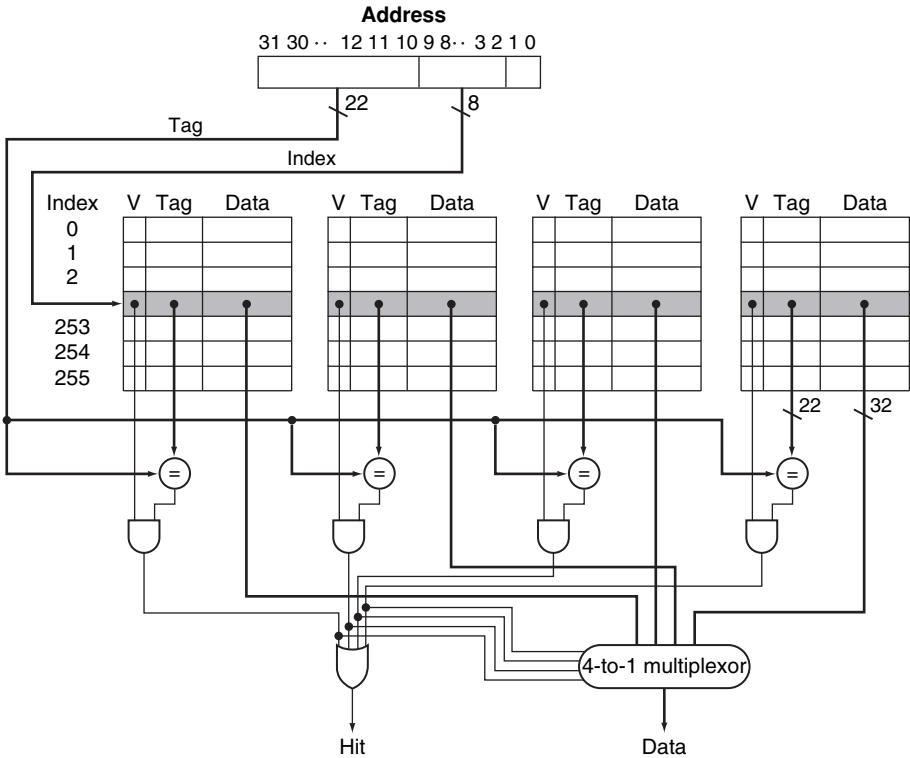 Address
31 30 ·· 12 11 10 9 8 ·· 3 2 1 0
22 8
Tag
Index
Index V Tag Data V Tag Data V Tag Data V Tag Data
0
1
2
253
254
255
22 32
= = = =
4-to-1 multiplexor
Hit Data